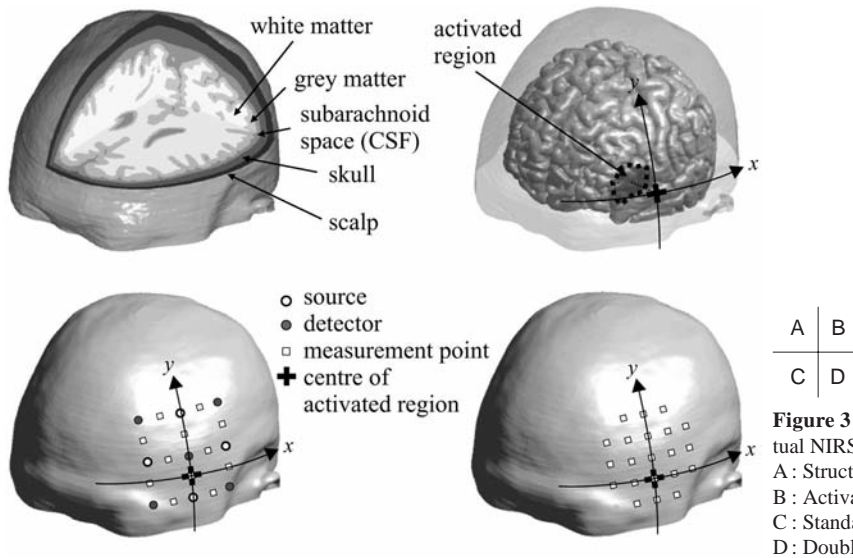 white matter
grey matter
subarachnoid
space (CSF)
skull
scalp
activated
region
y
x
source
detector
measurement point
centre of
activated region
y
x
y
x
A B
C D
Figure 3
tual NIRS
A : Struct
B : Activa
C : Standa
D : Doubl